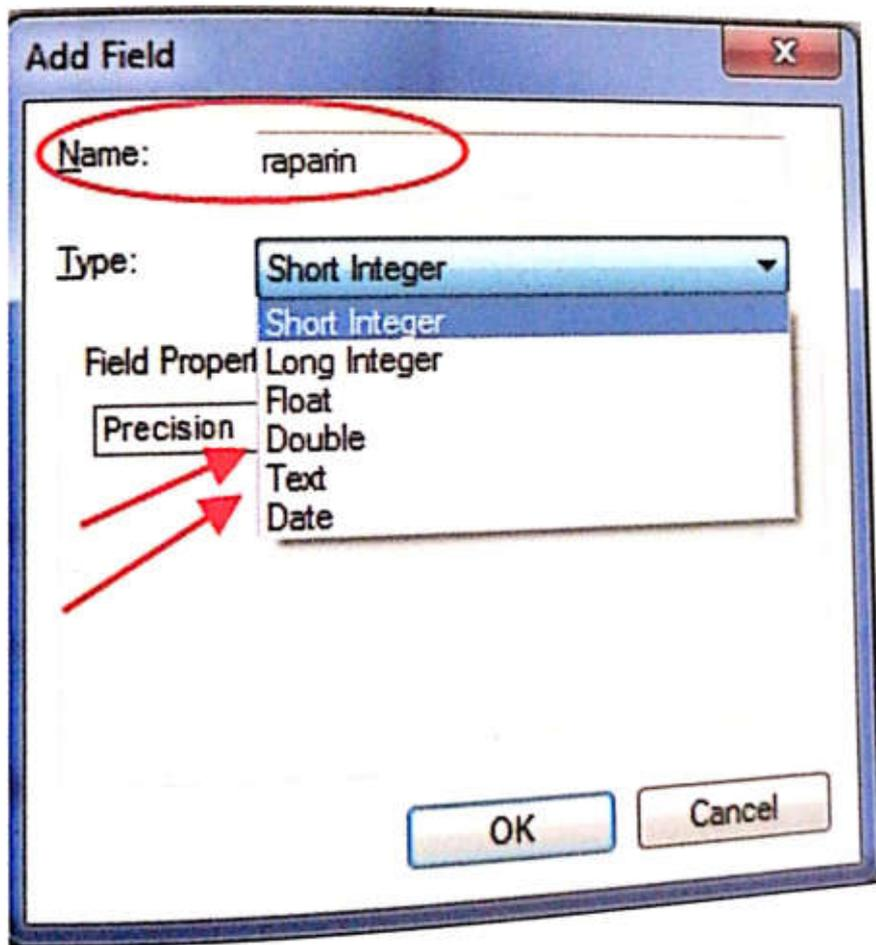 Add Field
Name: raparin
Type: Short Integer
Short Integer
Field Propert Long Integer
Float
Precision
Double
Text
Date
OK Cancel